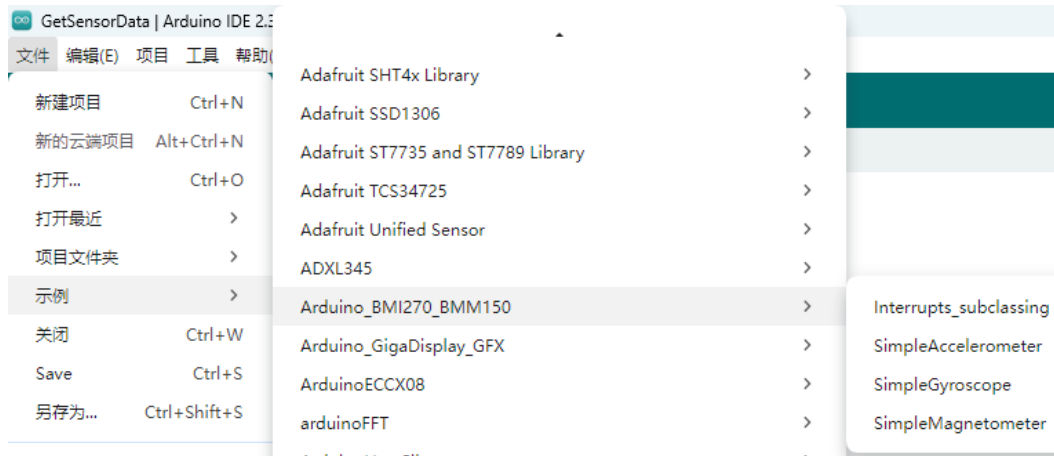 GetSensorData | Arduino IDE 2.3
文件 编辑(E) 项目 工具 帮助(
新建项目 Ctrl+N
新的云端项目 Alt+Ctrl+N
打开... Ctrl+O
打开最近
项目文件夹
示例
关闭 Ctrl+W
Save Ctrl+S
另存为... Ctrl+Shift+S
Adafruit SHT4x Library
Adafruit SSD1306
Adafruit ST7735 and ST7789 Library
Adafruit TCS34725
Adafruit Unified Sensor
ADXL345
Arduino_BMI270_BMM150
Arduino_GigaDisplay_GFX
ArduinoECCX08
arduinoFFT
Interrupts_subclassing
SimpleAccelerometer
SimpleGyroscope
SimpleMagnetometer